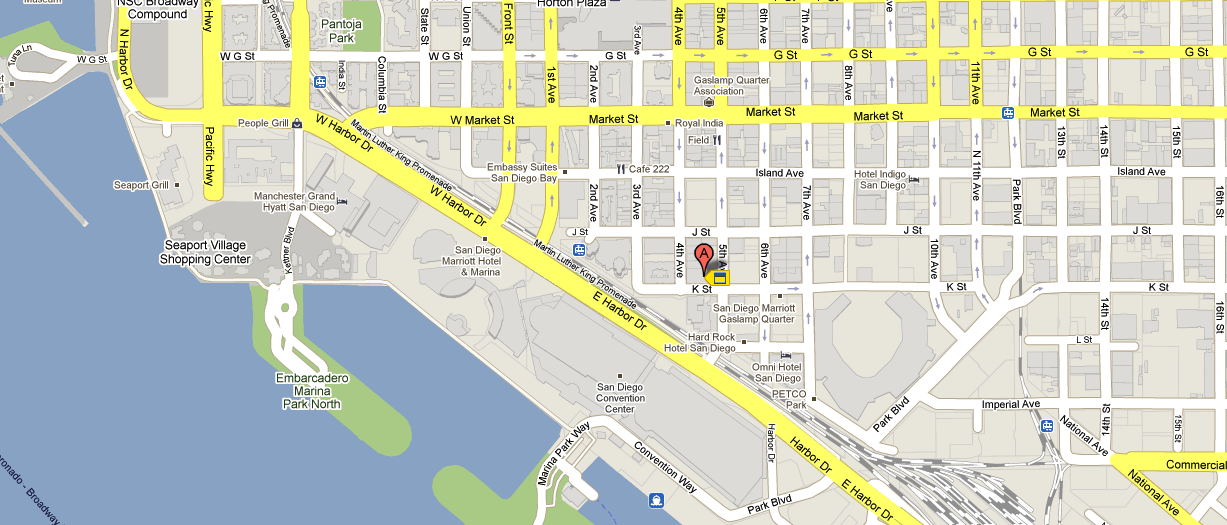 Museum
NSC Broadway
Compound
c Hwy
Promenade
Pantoja
Park
State St
Union St
Front St
Horton Plaza
3rd Ave
4th Ave
5th Ave
6th Ave
7th Ave
Tuna Ln
W G St
N Harbor Dr
W G St
W G St
G St
G St
G St
G St
India St
Columbia St
1st Ave
2nd Ave
8th Ave
11th Ave
Gaslamp Quarter
Association
People Grill
W Harbor Dr
W Market St
Market St
Market St
Market St
Market St
Royal India
Field
Martin Luther King Promenade
Pacific Hwy
13th St
14th St
15th St
Embassy Suites
San Diego Bay
Cafe 222
Island Ave
Island Ave
Hotel Indigo
San Diego
N 11th Ave
Park Blvd
16th St
Seaport Grill
Manchester Grand
Hyatt San Diego
W Harbor Dr
2nd Ave
3rd Ave
7th Ave
J St
J St
J St
J St
Seaport Village
Shopping Center
Kettner Blvd
San Diego
Marriott Hotel
& Marina
Martin Luther King Promenade
4th Ave
A
5th Ave
6th Ave
10th Ave
K St
K St
K St
E Harbor Dr
San Diego Marriott
Gaslamp Quarter
14th St
16th St
Hard Rock
Hotel San Diego
L St
Omni Hotel
San Diego
Embarcadero
Marina
Park North
San Diego
Convention
Center
PETCO
Park
Park Blvd
Imperial Ave
14th St
15th St
National Ave
Marina Park Way
Harbor Dr
Harbor Dr
Convention Way
Commercial
National Ave
Park Blvd
E Harbor Dr
oronado - Broadway